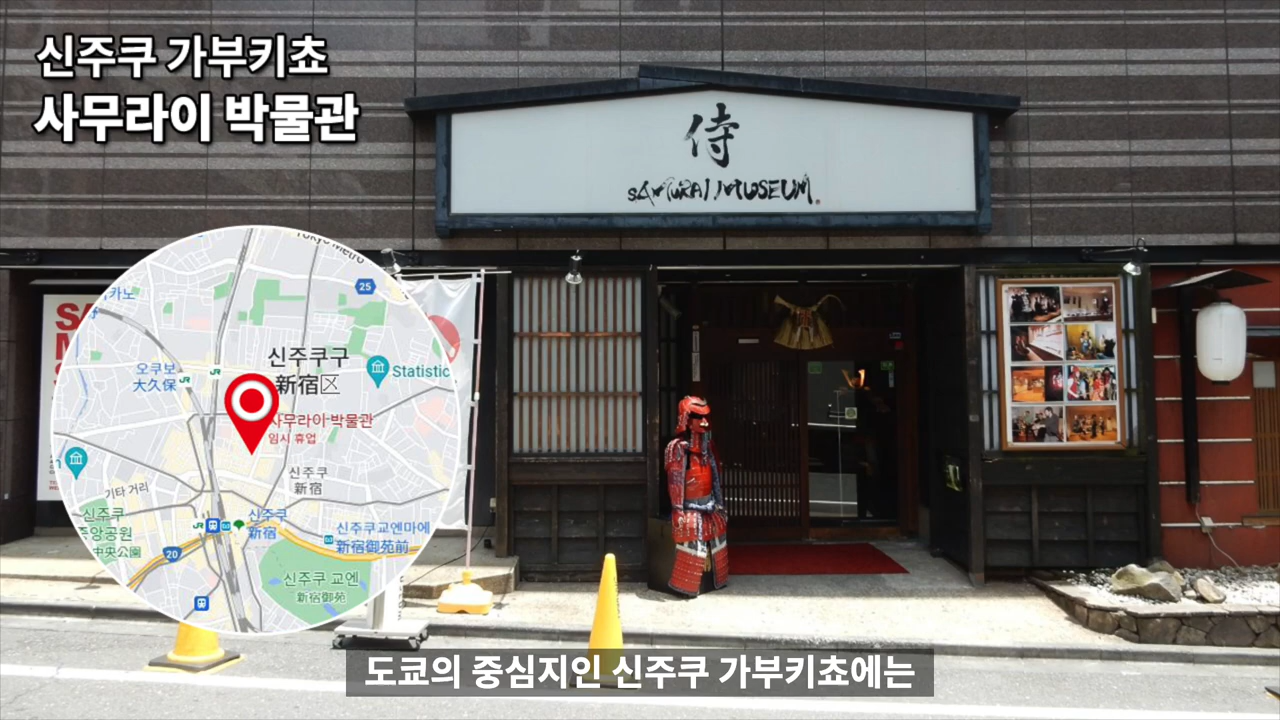 신주쿠 가부키쵸
사무라이 박물관
侍
SAMURAI MUSEUM
Tokyo Metro
25
오쿠보
大久保
JR
JR
신주쿠구
新宿区
Statistic
사무라이 박물관
임시 휴업
신주쿠
新宿
기타 거리
신주쿠
중앙공원
中央公園
JR
신주쿠
新宿
20
신주쿠교엔마에
新宿御苑前
신주쿠 교엔
新宿御苑
도쿄의 중심지인 신주쿠 가부키쵸에는